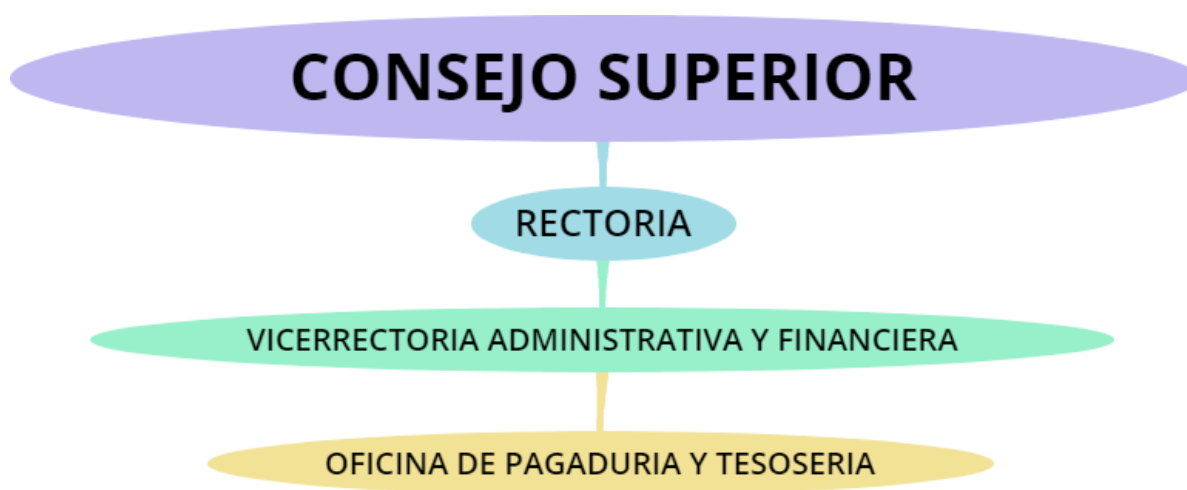 CONSEJO SUPERIOR
RECTORIA
VICERRECTORIA ADMINISTRATIVA Y FINANCIERA
OFICINA DE PAGADURIA Y TESOSERIA